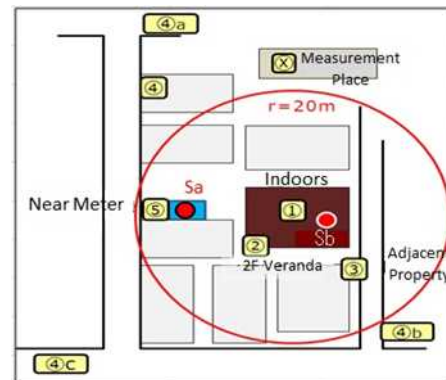 ④a
Ⓧ Measurement
Place
④
r=20m
Indoors
Sa
Near Meter ⑤ ①
Sb
②
2F Veranda ③ Adjacent
Property
④b
④c